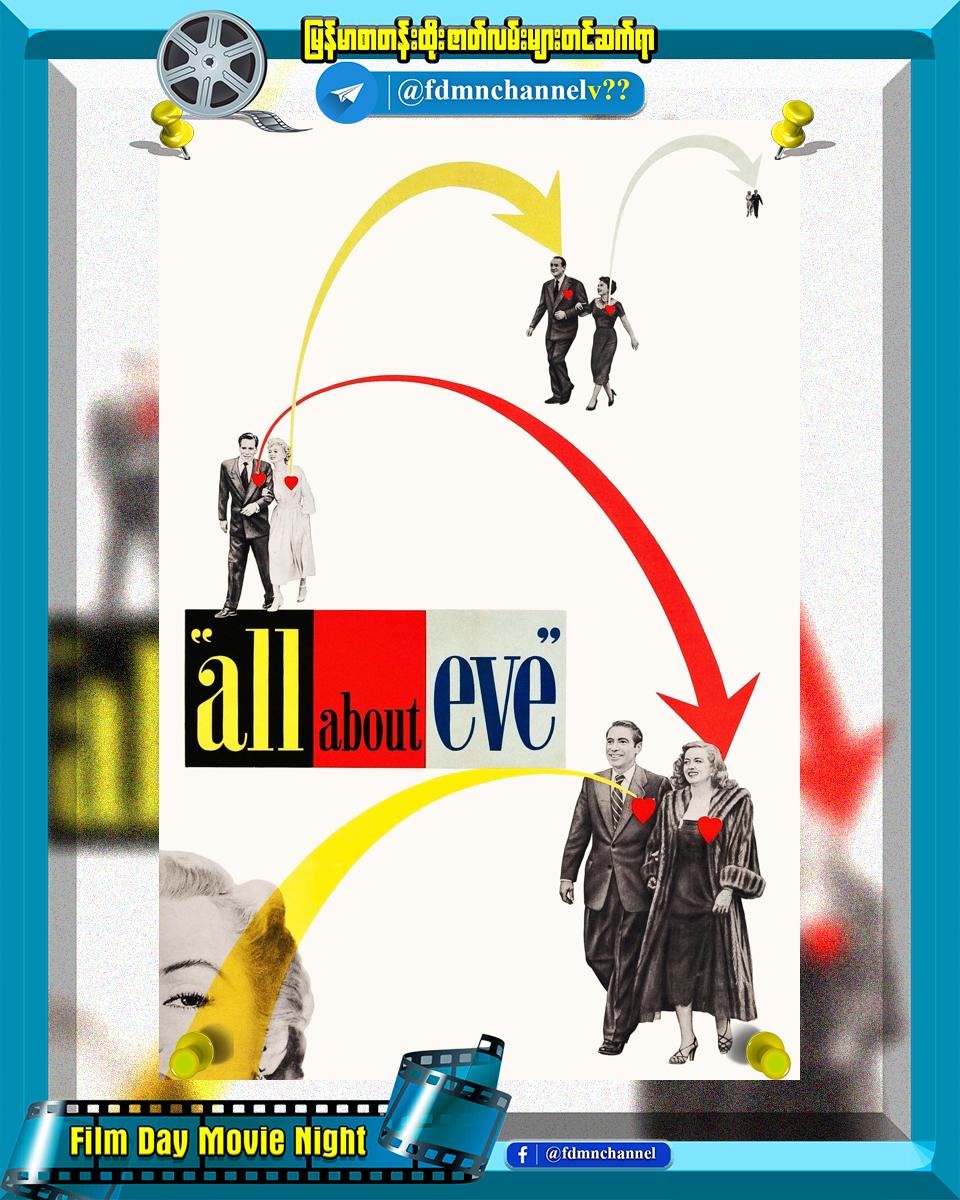 မြန်မာစာတန်းထိုးဇာတ်လမ်းများတင်ဆက်ရာ
@fdmnchannelv??
“all about eve”
Film Day Movie Night
@fdmnchannel